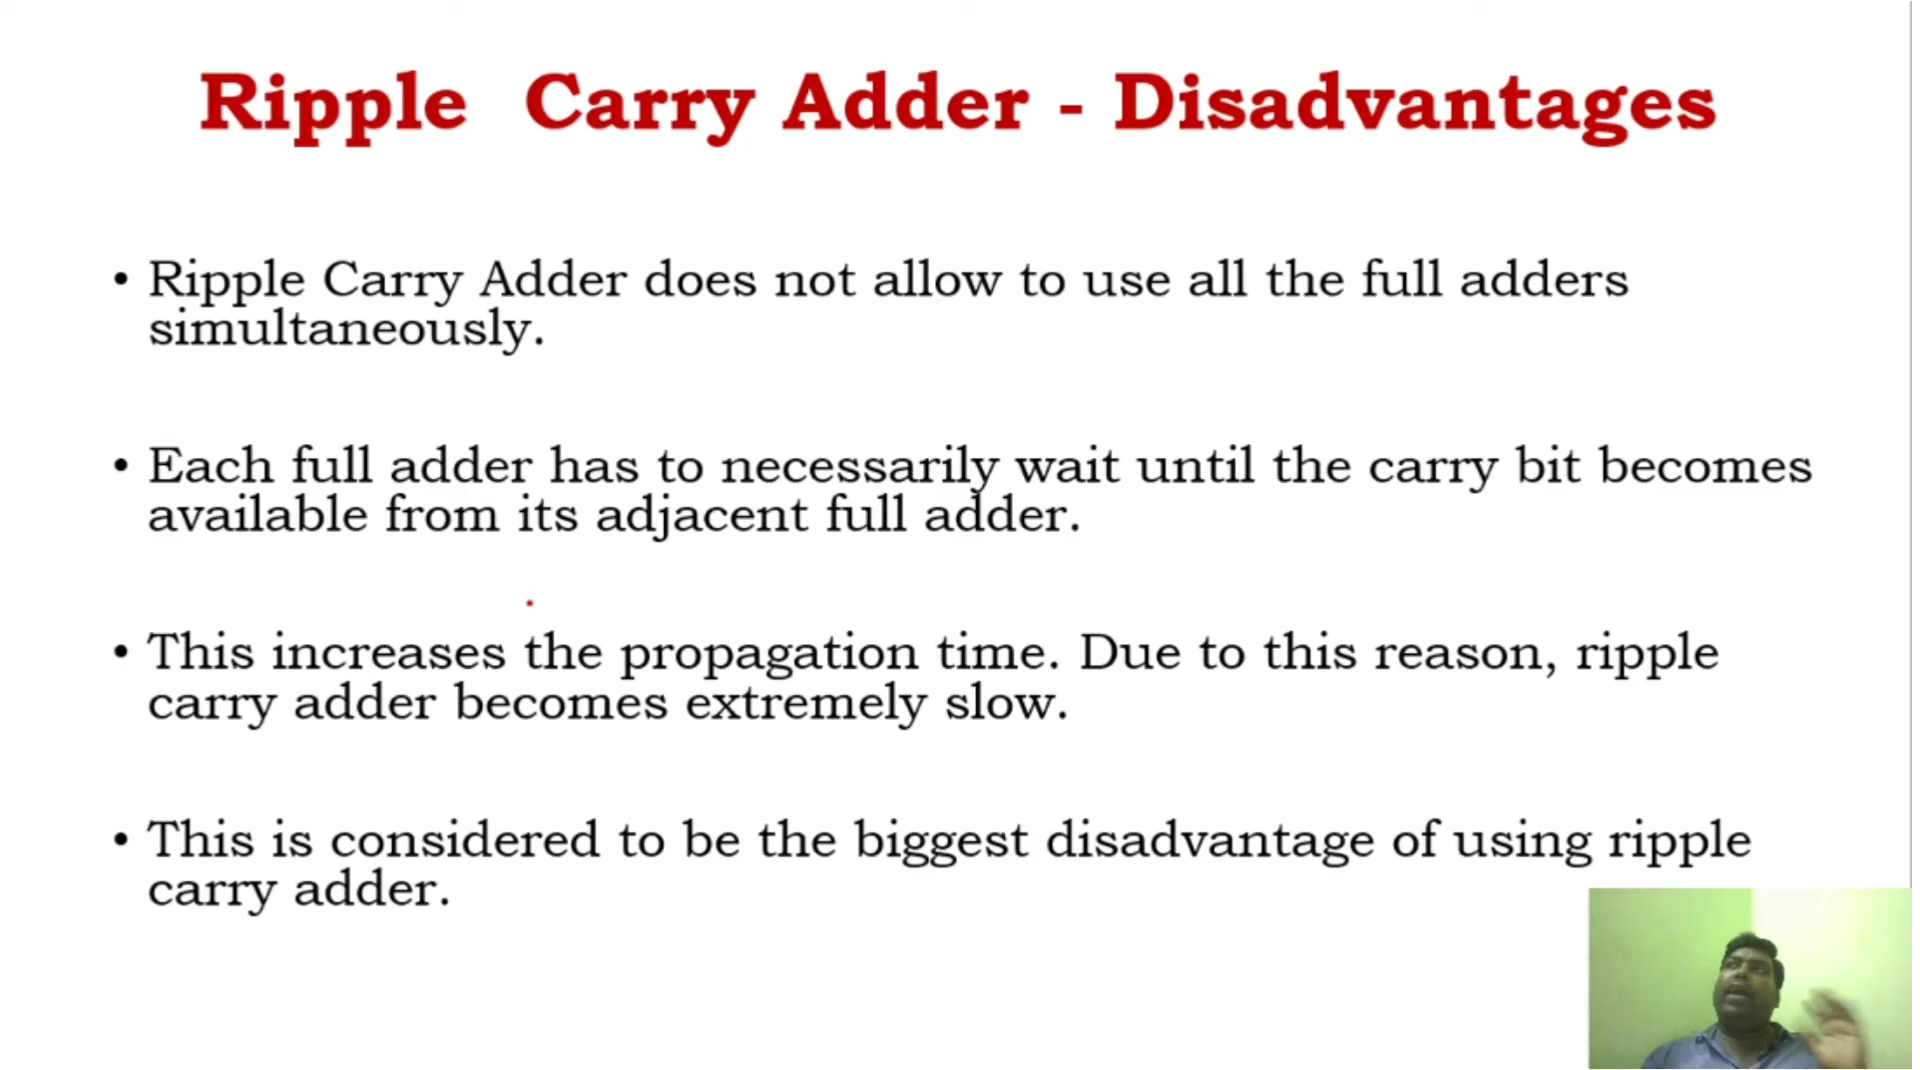 Ripple Carry Adder - Disadvantages
• Ripple Carry Adder does not allow to use all the full adders
simultaneously.
• Each full adder has to necessarily wait until the carry bit becomes
available from its adjacent full adder.
• This increases the propagation time. Due to this reason, ripple
carry adder becomes extremely slow.
• This is considered to be the biggest disadvantage of using ripple
carry adder.